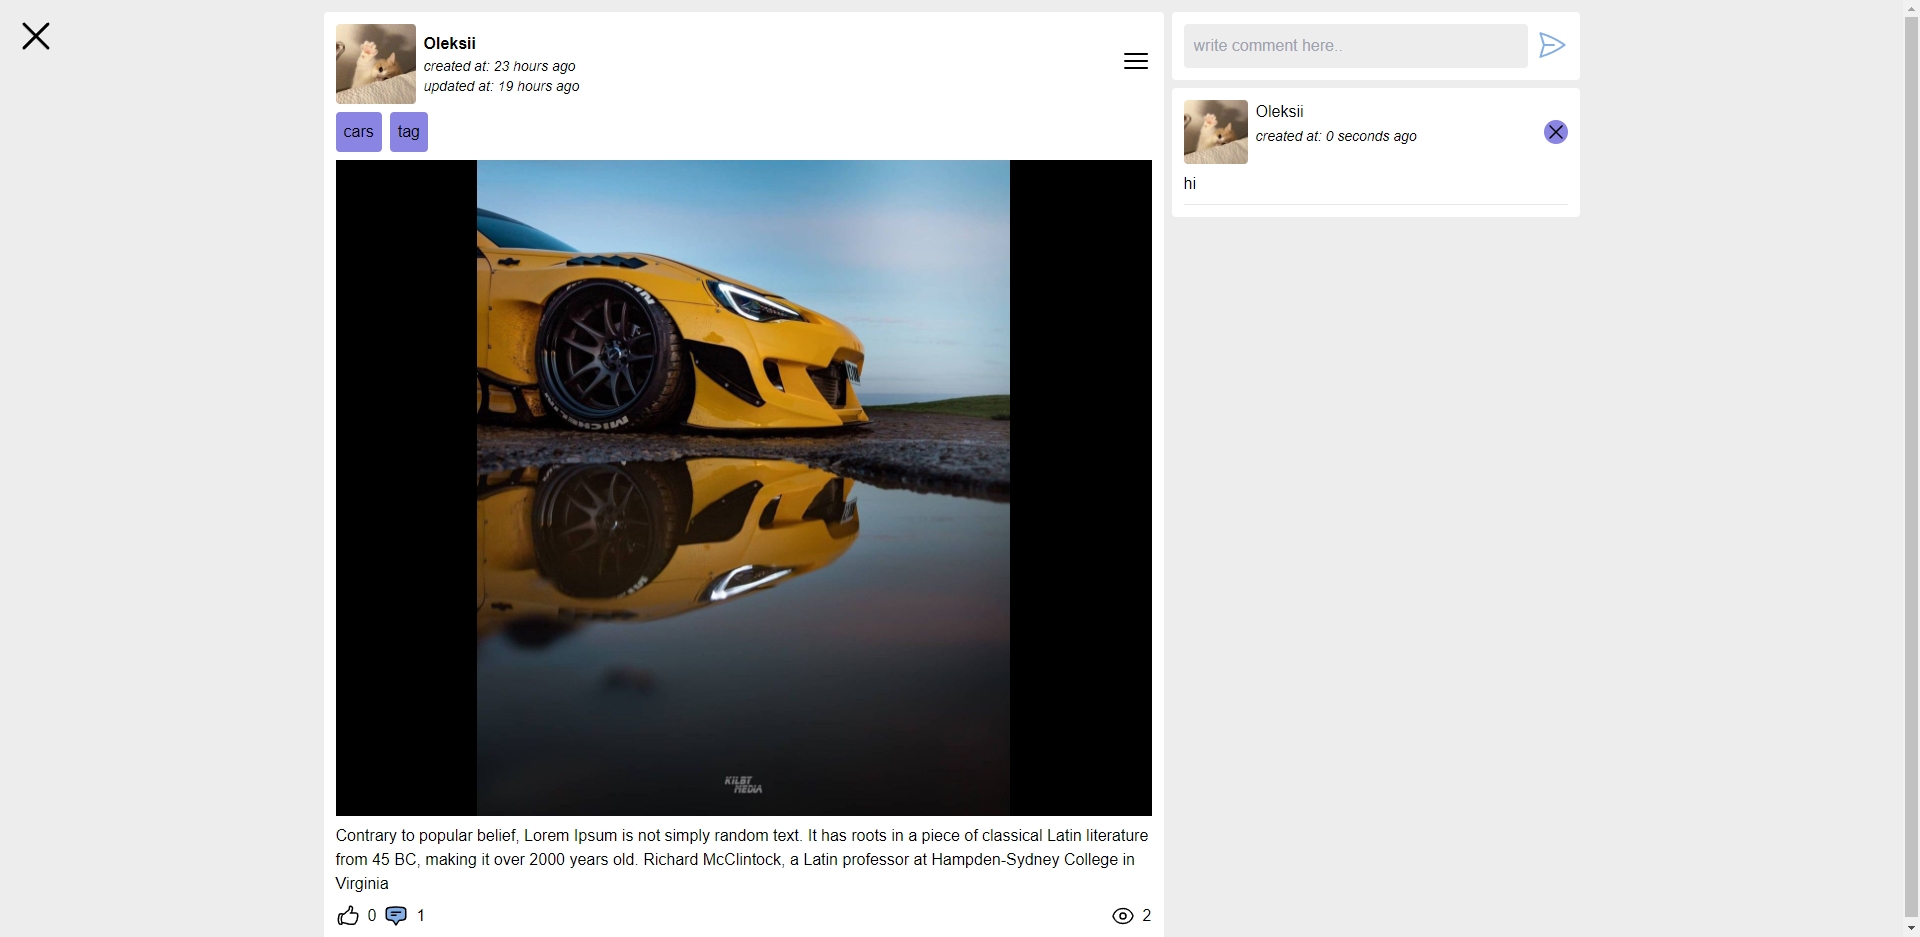 Oleksii
created at: 23 hours ago
updated at: 19 hours ago
cars tag
MICHELIN
KILBY
MEDIA
Contrary to popular belief, Lorem Ipsum is not simply random text. It has roots in a piece of classical Latin literature
from 45 BC, making it over 2000 years old. Richard McClintock, a Latin professor at Hampden-Sydney College in
Virginia
0 1 2
write comment here..
Oleksii
created at: 0 seconds ago
hi